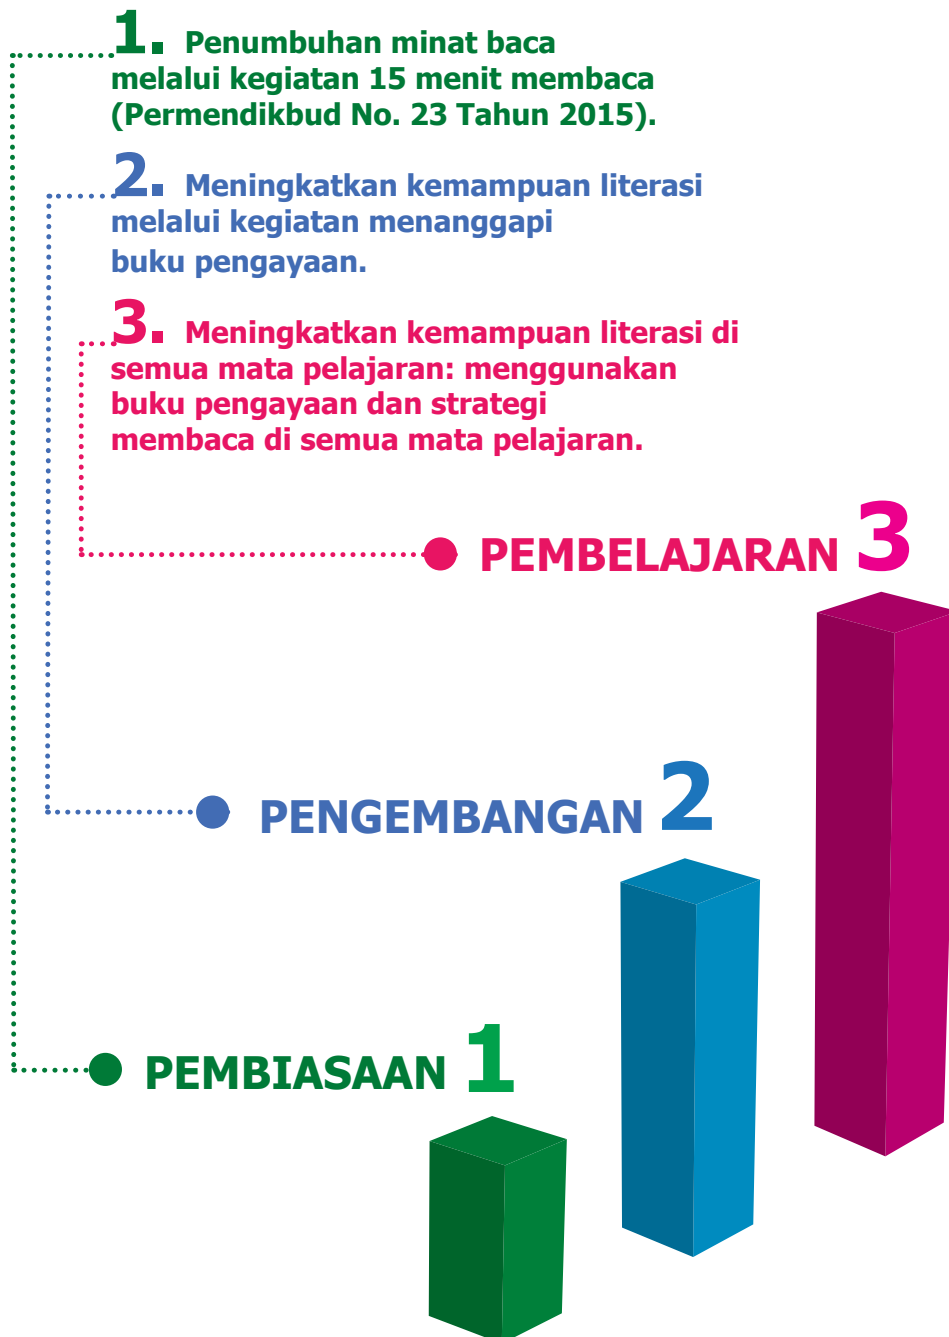 1. Penumbuhan minat baca
melalui kegiatan 15 menit membaca
(Permendikbud No. 23 Tahun 2015).
2. Meningkatkan kemampuan literasi
melalui kegiatan menanggapi
buku pengayaan.
3. Meningkatkan kemampuan literasi di
semua mata pelajaran: menggunakan
buku pengayaan dan strategi
membaca di semua mata pelajaran.
PEMBELAJARAN 3
PENGEMBANGAN 2
PEMBIASAAN 1